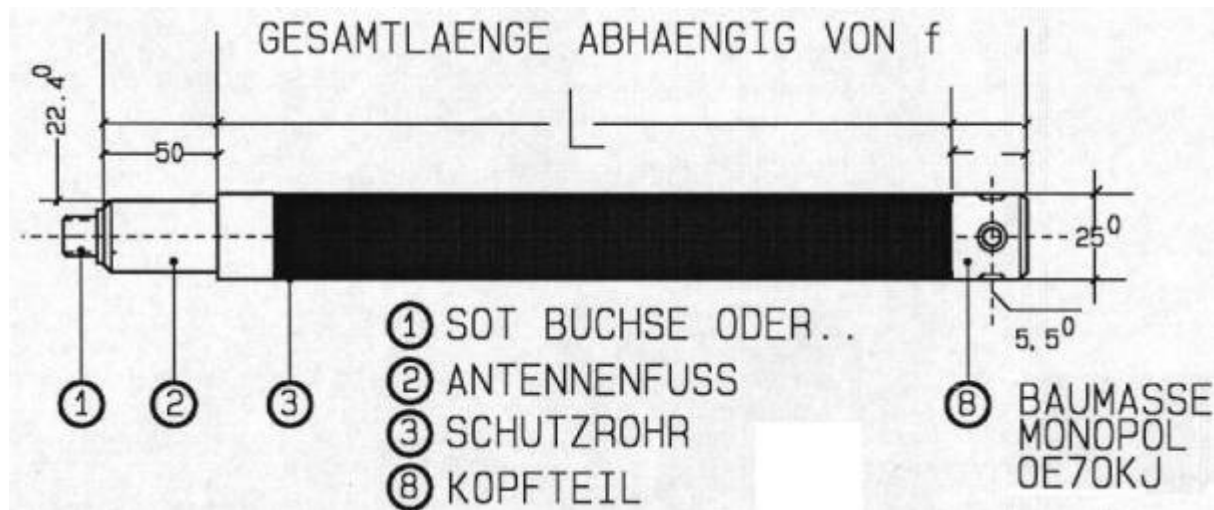 GESAMTLAENGE ABHAENGIG VON f
22.4⁰
L
50
25⁰
5,5⁰
① SOT BUCHSE ODER..
② ANTENNENFUSS
③ SCHUTZROHR
⑧ KOPFTEIL
① ② ③ ⑧
BAUMASSE
MONOPOL
OE7OKJ